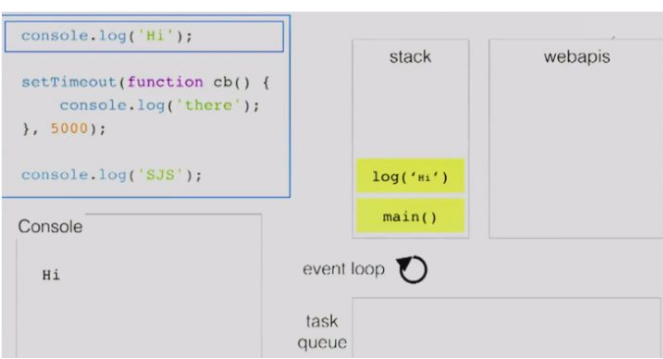 console.log('Hi');
setTimeout(function cb() {
console.log('there');
}, 5000);
console.log('SJS');
Console
Hi
stack
log('Hi')
main()
webapis
event loop
task
queue